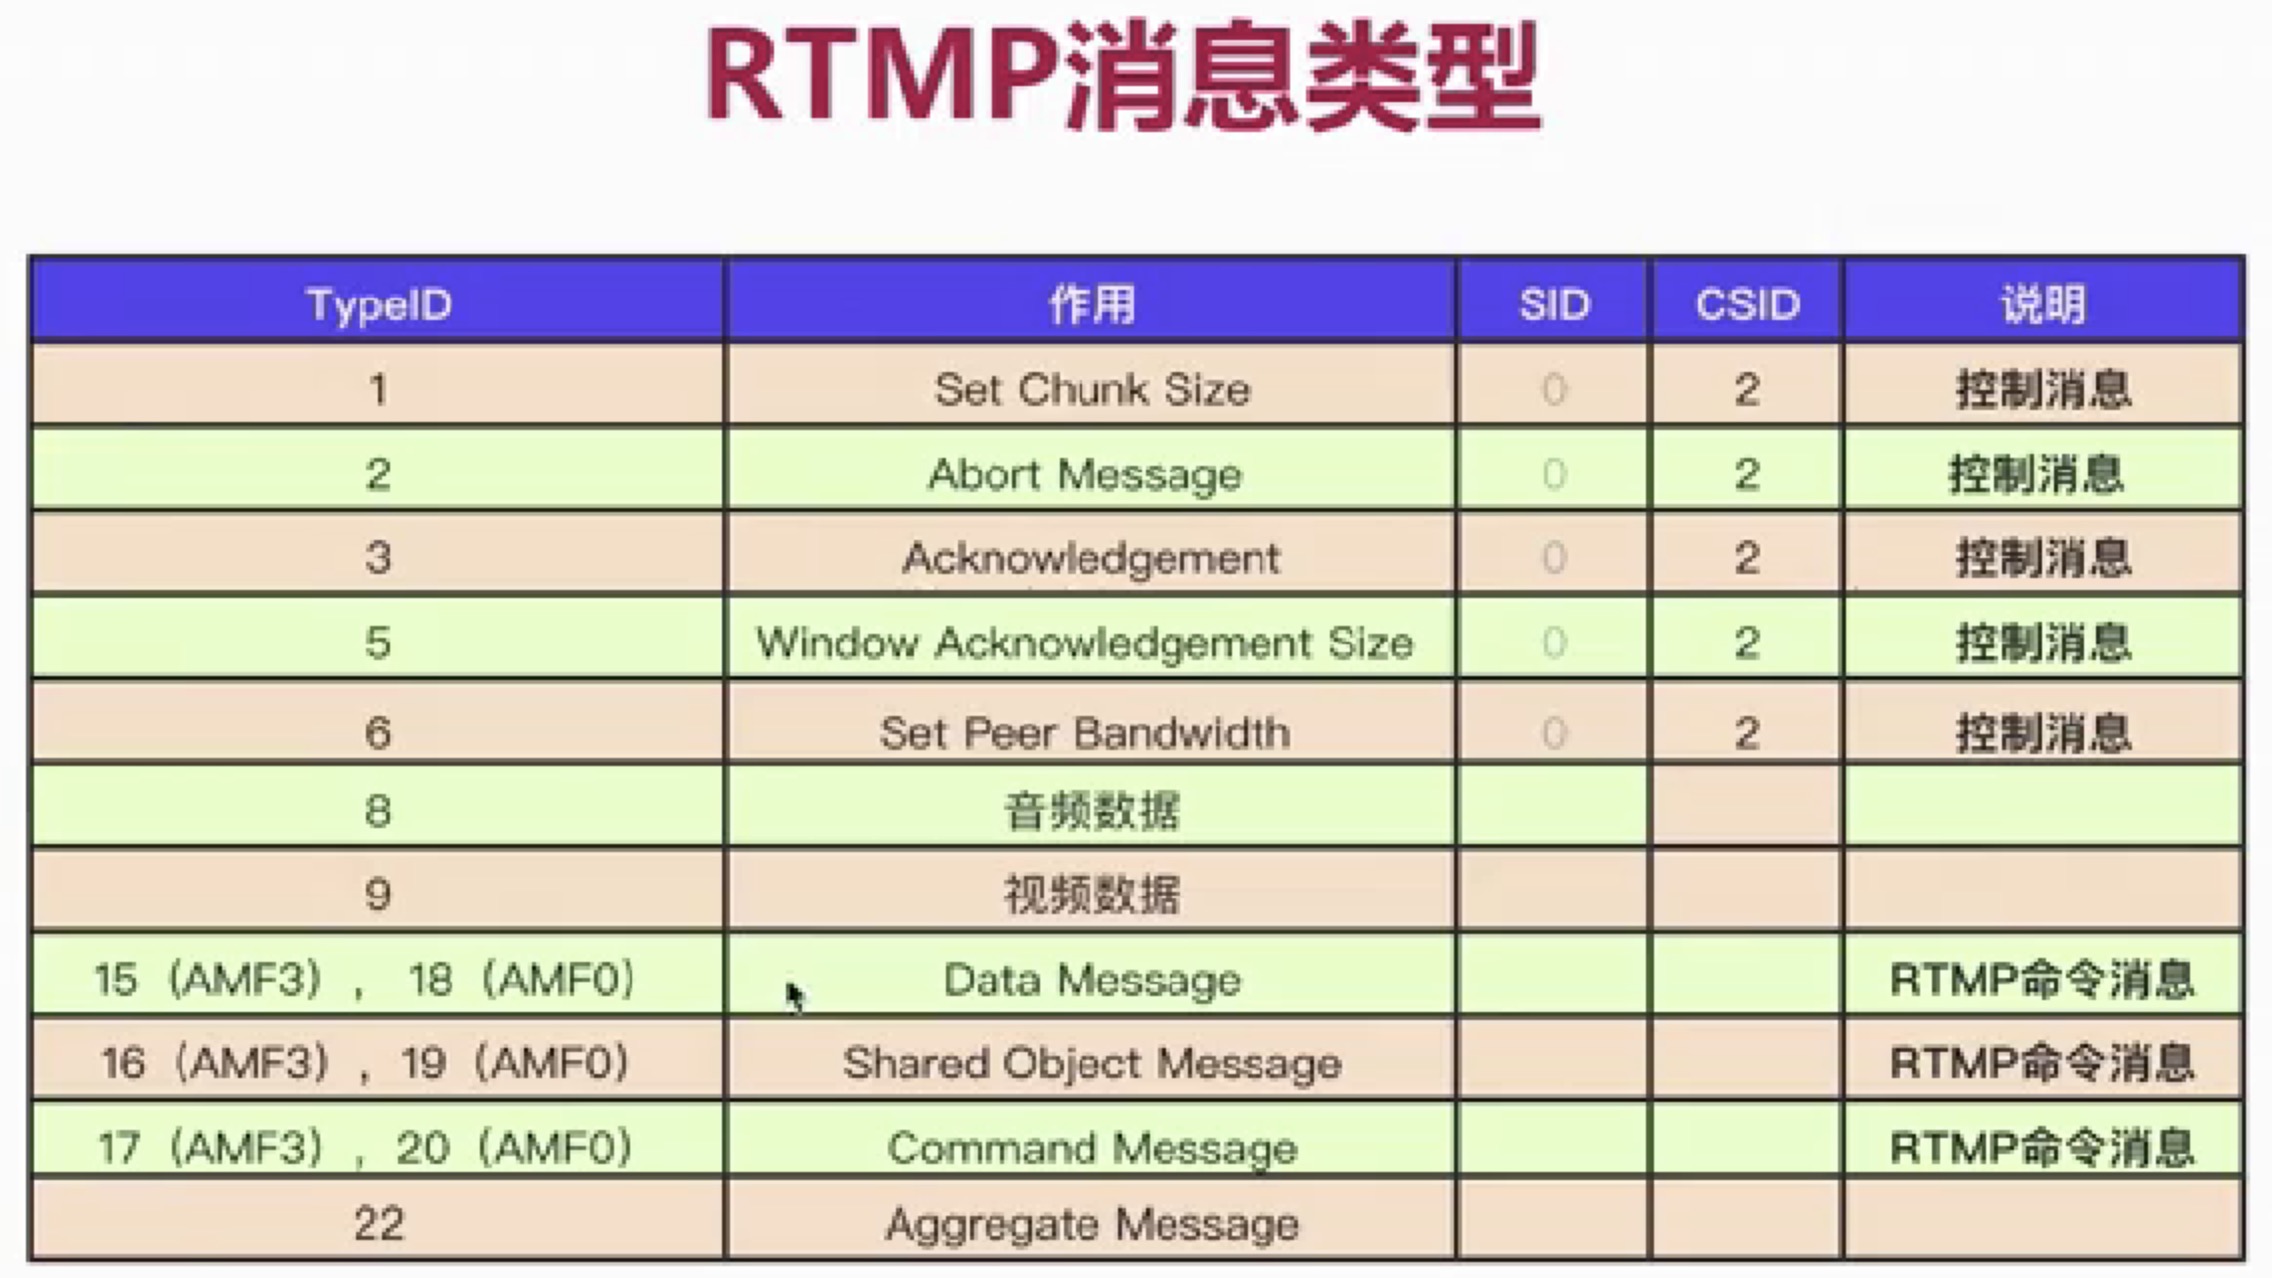 RTMP消息类型
TypeID 作用 SID CSID 说明
1 Set Chunk Size 0 2 控制消息
2 Abort Message 0 2 控制消息
3 Acknowledgement 0 2 控制消息
5 Window Acknowledgement Size 0 2 控制消息
6 Set Peer Bandwidth 0 2 控制消息
8 音频数据
9 视频数据
15（AMF3），18（AMF0） Data Message RTMP命令消息
16（AMF3），19（AMF0） Shared Object Message RTMP命令消息
17（AMF3），20（AMF0） Command Message RTMP命令消息
22 Aggregate Message